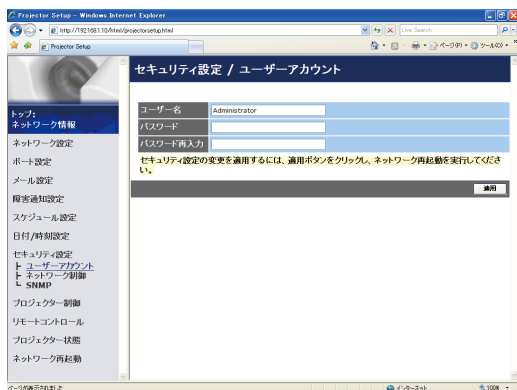 Projector Setup - Windows Internet Explorer
http://192.168.1.10/html/projectorsetup.html
Live Search
Projector Setup
ページ(P)
ツール(O)
セキュリティ設定 / ユーザーアカウント
トップ:
ネットワーク情報
ネットワーク設定
ポート設定
メール設定
障害通知設定
スケジュール設定
日付/時刻設定
セキュリティ設定
ユーザーアカウント
ネットワーク制御
SNMP
プロジェクター制御
リモートコントロール
プロジェクター状態
ネットワーク再起動
ユーザー名 Administrator
パスワード
パスワード再入力
セキュリティ設定の変更を適用するには、適用ボタンをクリックし、ネットワーク再起動を実行してくださ
い。
適用
ページが表示されました
インターネット
100%